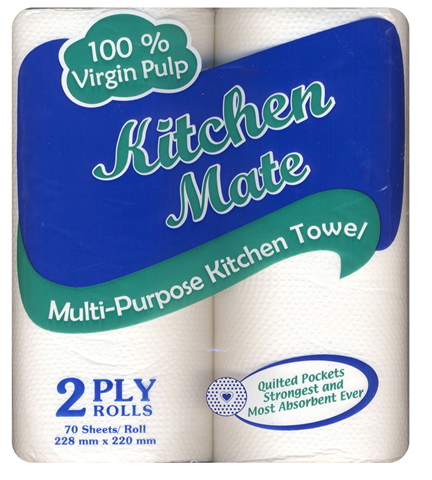 100 %
Virgin Pulp
Kitchen
Mate
Multi-Purpose Kitchen Towel
2 PLY
ROLLS
70 Sheets/ Roll
228 mm x 220 mm
Quilted Pockets
Strongest and
Most Absorbent Ever